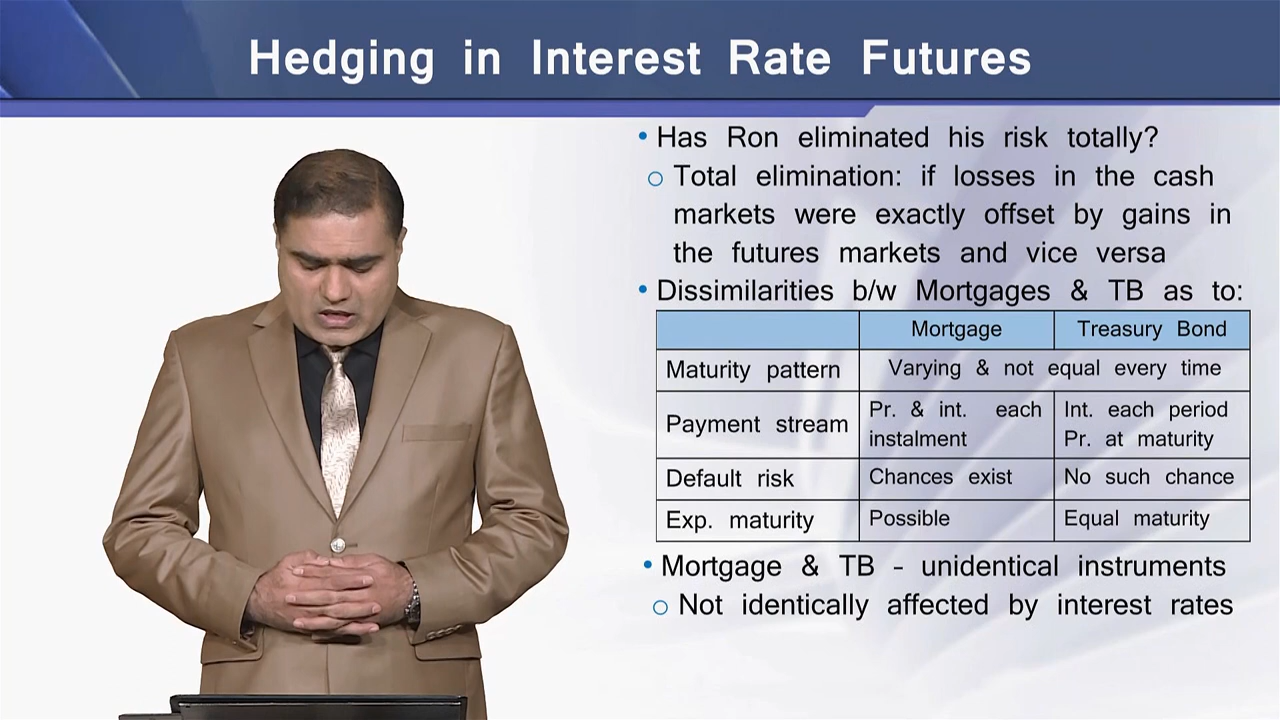 Hedging in Interest Rate Futures
• Has Ron eliminated his risk totally?
o Total elimination: if losses in the cash
markets were exactly offset by gains in
the futures markets and vice versa
• Dissimilarities b/w Mortgages & TB as to:
Mortgage Treasury Bond
Maturity pattern Varying & not equal every time
Payment stream Pr. & int. each instalment Int. each period Pr. at maturity
Default risk Chances exist No such chance
Exp. maturity Possible Equal maturity
• Mortgage & TB - unidentical instruments
o Not identically affected by interest rates